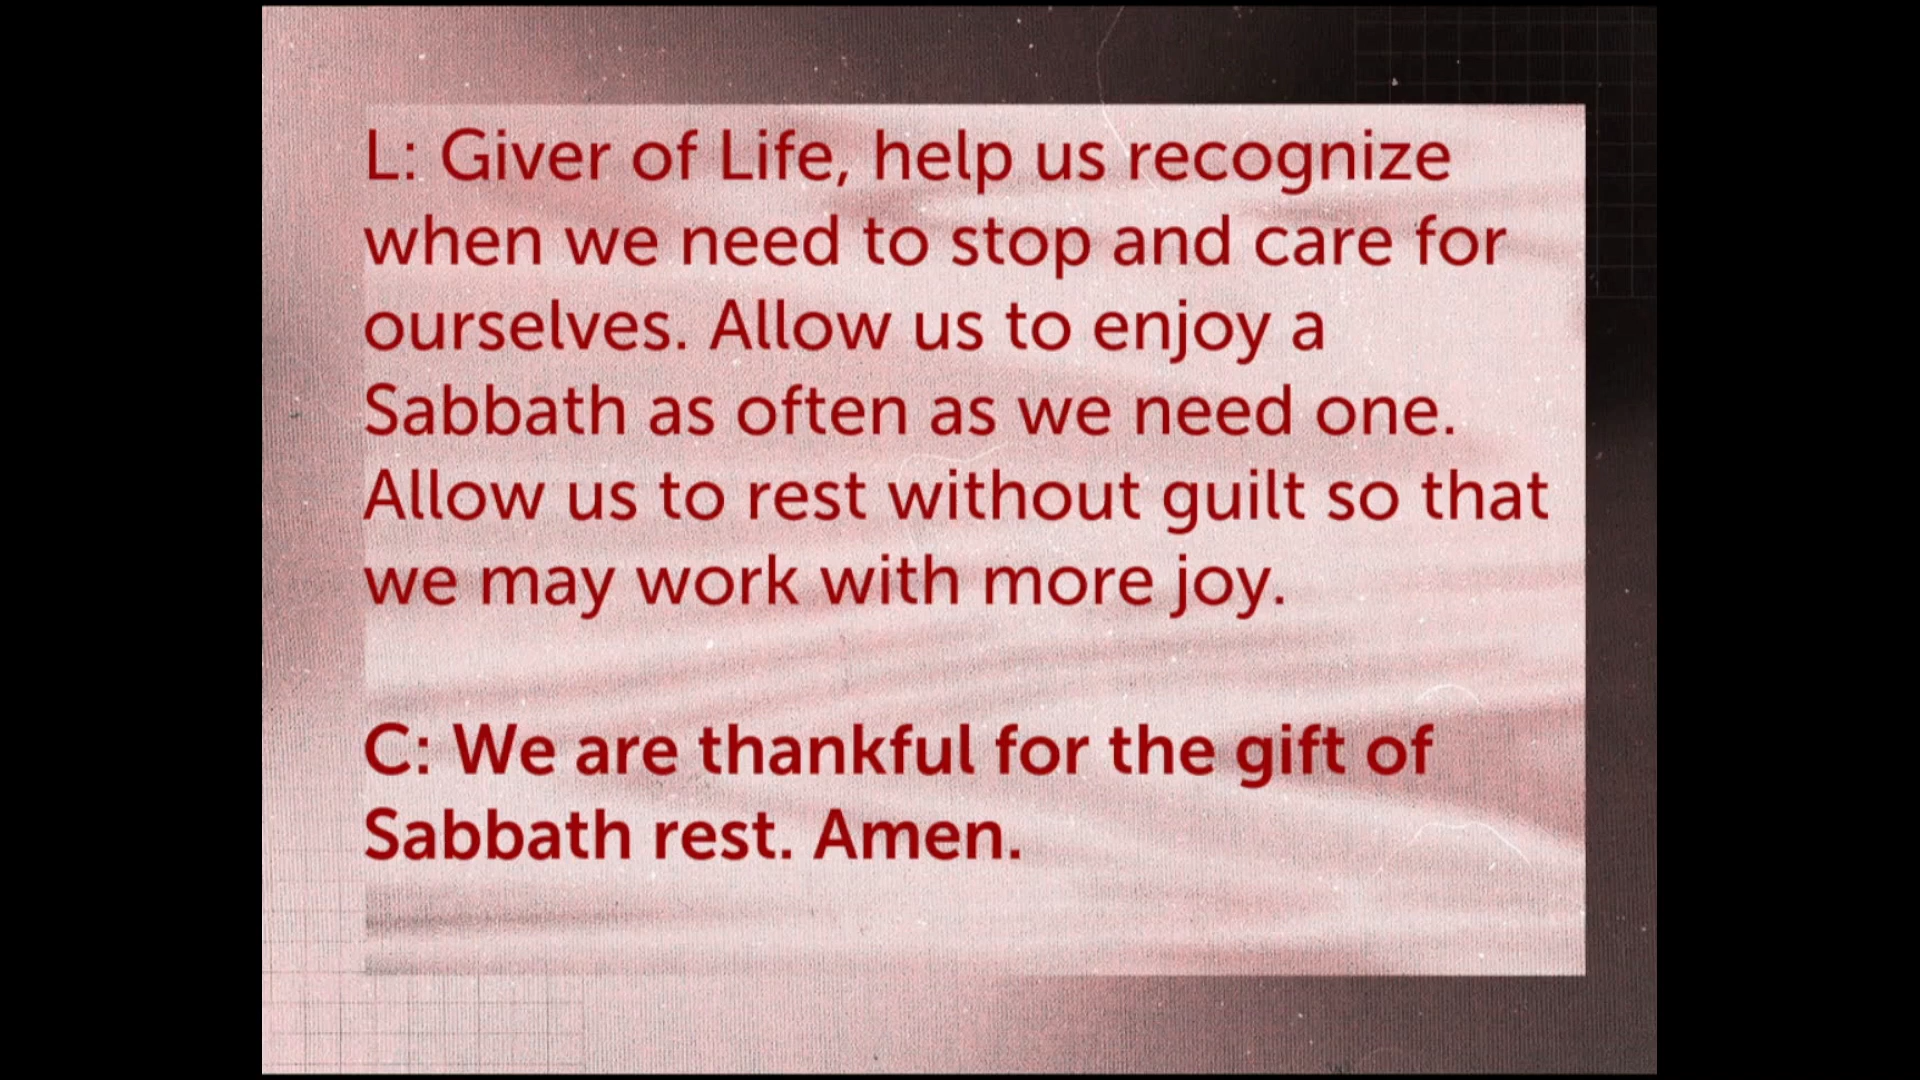 L: Giver of Life, help us recognize
when we need to stop and care for
ourselves. Allow us to enjoy a
Sabbath as often as we need one.
Allow us to rest without guilt so that
we may work with more joy.
C: We are thankful for the gift of
Sabbath rest. Amen.